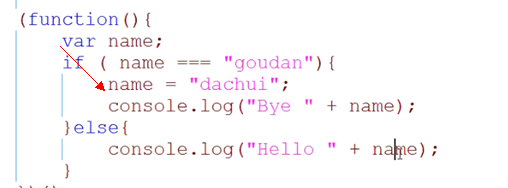 (function(){
    var name;
    if ( name === "goudan"){
        name = "dachui";
        console.log("Bye " + name);
    }else{
        console.log("Hello " + name);
    }